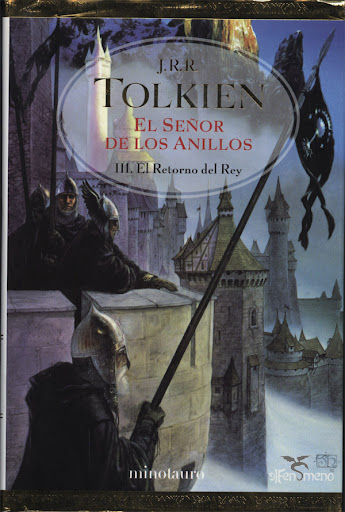 J.R.R.
TOLKIEN
EL SEÑOR
DE LOS ANILLOS
III. El Retorno del Rey
minotauro
elfenómeno